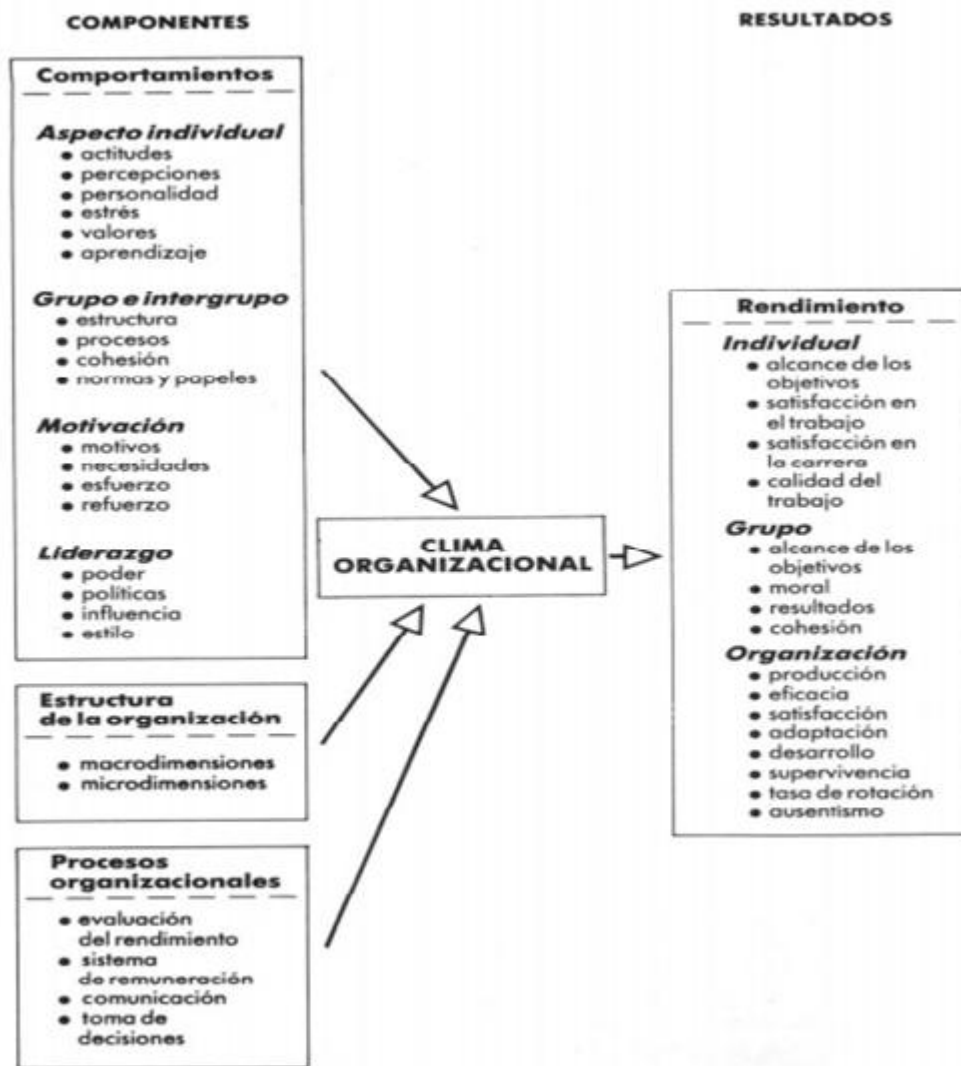 COMPONENTES
Comportamientos
Aspecto individual
• actitudes
• percepciones
• personalidad
• estrés
• valores
• aprendizaje
Grupo e intergrupo
• estructura
• procesos
• cohesión
• normas y papeles
Motivación
• motivos
• necesidades
• esfuerzo
• refuerzo
Liderazgo
• poder
• políticas
• influencia
• estilo
Estructura
de la organización
• macrodimensiones
• microdimensiones
Procesos
organizacionales
• evaluación
del rendimiento
• sistema
de remuneración
• comunicación
• toma de
decisiones
CLIMA
ORGANIZACIONAL
RESULTADOS
Rendimiento
Individual
• alcance de los
objetivos
• satisfacción en
el trabajo
• satisfacción en
la carrera
• calidad del
trabajo
Grupo
• alcance de los
objetivos
• moral
• resultados
• cohesión
Organización
• producción
• eficacia
• satisfacción
• adaptación
• desarrollo
• supervivencia
• tasa de rotación
• ausentismo